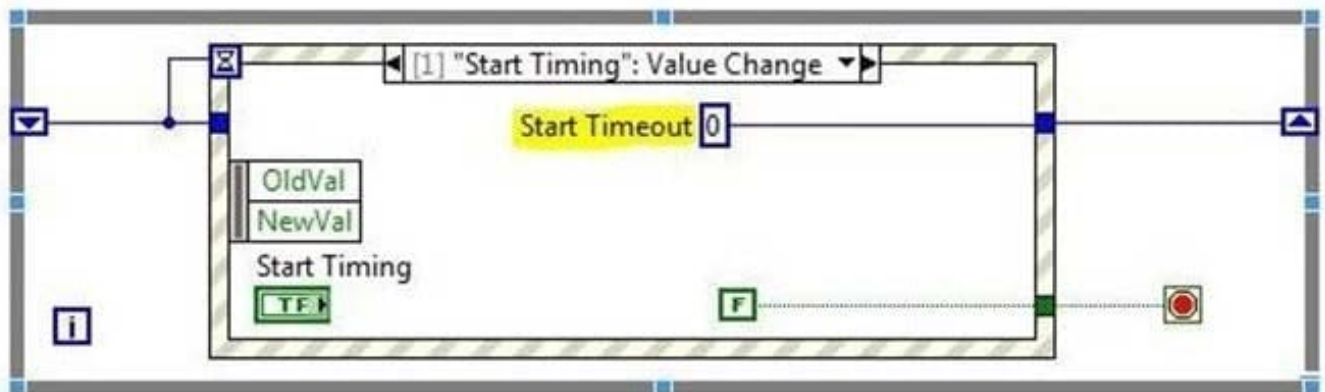 [1] "Start Timing": Value Change
Start Timeout 0
OldVal
NewVal
Start Timing
TF
F
i